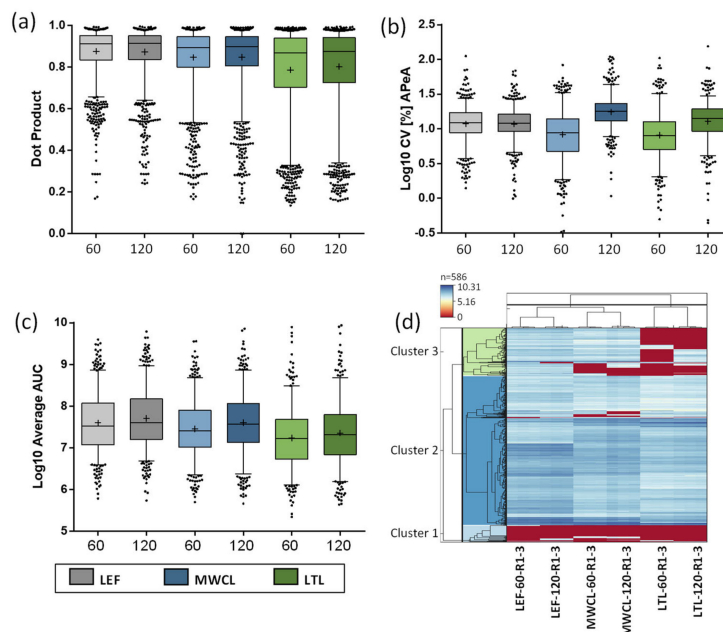 (a)
Dot Product
1.0
0.8
0.6
0.4
0.2
0.0
60 120 60 120 60 120
(b)
Log10 CV [%] APeA
2.5
2.0
1.5
1.0
0.5
0.0
-0.5
60 120 60 120 60 120
(c)
Log10 Average AUC
10
9
8
7
6
5
60 120 60 120 60 120
LEF MWCL LTL
n=586
10.31
5.16
0
(d)
Cluster 3
Cluster 2
Cluster 1
LEF-60-R1-3
LEF-120-R1-3
MWCL-60-R1-3
MWCL-120-R1-3
LTL-60-R1-3
LTL-120-R1-3